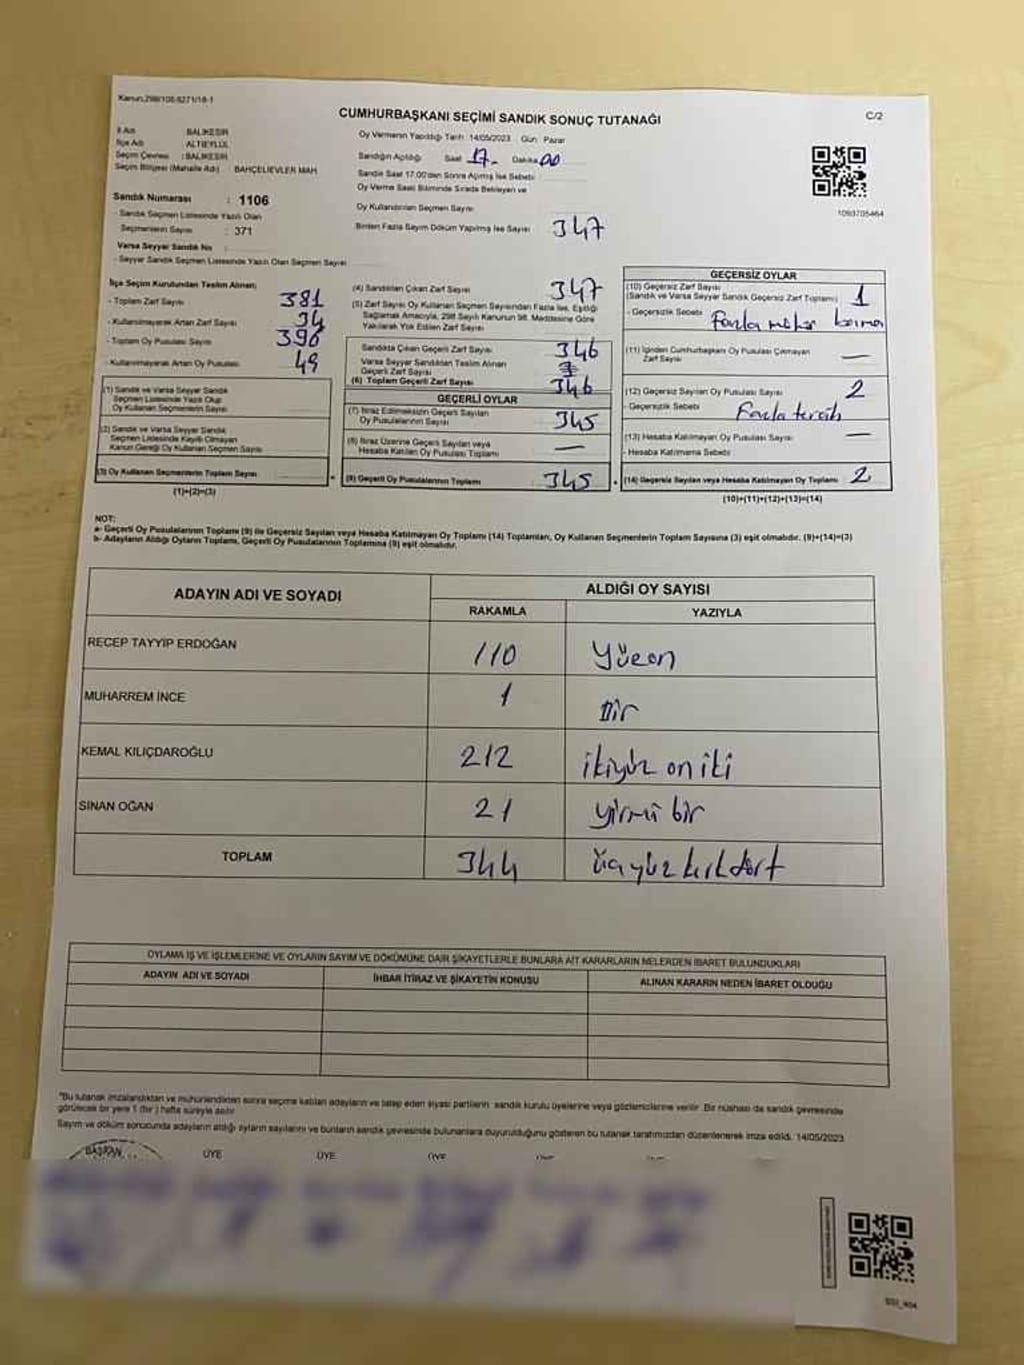 Kanun,298/105,6271/18-1
CUMHURBAŞKANI SEÇİMİ SANDIK SONUÇ TUTANAĞI
C/2
İl Adı : BALIKESİR
İlçe Adı : ALTIEYLÜL
Seçim Çevresi : BALIKESİR
Seçim Bölgesi (Mahalle Adı) : BAHÇELİEVLER MAH
Sandık Numarası : 1106
- Sandık Seçmen Listesinde Yazılı Olan
Seçmenlerin Sayısı : 371
Varsa Seyyar Sandık No :
- Seyyar Sandık Seçmen Listesinde Yazılı Olan Seçmen Sayısı
Oy Vermenin Yapıldığı Tarih :14/05/2023 Gün : Pazar
Sandığın Açıldığı Saat 17 Dakika 00
Sandık Saat 17.00'den Sonra Açılmış İse Sebebi
Oy Verme Saati Bitiminde Sırada Bekleyen ve
Oy Kullandırılan Seçmen Sayısı
Birden Fazla Sayım Döküm Yapılmış İse Sayısı 347
1093705464
İlçe Seçim Kurulundan Teslim Alınan;
- Toplam Zarf Sayısı 381
- Kullanılmayarak Artan Zarf Sayısı 34
- Toplam Oy Pusulası Sayısı 396
- Kullanılmayarak Artan Oy Pusulası 49
(1) Sandık ve Varsa Seyyar Sandık
Seçmen Listesinde Yazılı Olup
Oy Kullanan Seçmenlerin Sayısı
(2) Sandık ve Varsa Seyyar Sandık
Seçmen Listesinde Kaydı Olmayan
Kanun Gereği Oy Kullanan Seçmen Sayısı
(3) Oy Kullanan Seçmenlerin Toplam Sayısı
(1)+(2)=(3)
(4) Sandıktan Çıkan Zarf Sayısı 347
(5) Zarf Sayısı Oy Kullanan Seçmen Sayısından Fazla İse, Eşitliği
Sağlamak Amacıyla, 298 Sayılı Kanunun 98. Maddesine Göre
Yakılarak Yok Edilen Zarf Sayısı
Sandıkta Çıkan Geçerli Zarf Sayısı 346
Varsa Seyyar Sandıktan Teslim Alınan
Geçerli Zarf Sayısı
(6) Toplam Geçerli Zarf Sayısı 346
GEÇERLİ OYLAR
(7) İtiraz Edilmeksizin Geçerli Sayılan
Oy Pusulalarının Sayısı 345
(8) İtiraz Üzerine Geçerli Sayılan veya
Hesaba Katılan Oy Pusulası Toplamı —
(9) Geçerli Oy Pusulalarının Toplamı 345
GEÇERSİZ OYLAR
(10) Geçersiz Zarf Sayısı
(Sandık ve Varsa Seyyar Sandık Geçersiz Zarf Toplamı) 1
- Geçersizlik Sebebi Fazla mühür basma
(11) İçinden Cumhurbaşkanı Oy Pusulası Çıkmayan
Zarf Sayısı —
(12) Geçersiz Sayılan Oy Pusulası Sayısı 2
- Geçersizlik Sebebi Fazla tercih
(13) Hesaba Katılmayan Oy Pusulası Sayısı —
- Hesaba Katılmama Sebebi
(14) Geçersiz Sayılan veya Hesaba Katılmayan Oy Toplamı 2
(10)+(11)+(12)+(13)=(14)
NOT:
a- Geçerli Oy Pusulalarının Toplamı (9) ile Geçersiz Sayılan veya Hesaba Katılmayan Oy Toplamı (14) Toplamları, Oy Kullanan Seçmenlerin Toplam Sayısına (3) eşit olmalıdır. (9)+(14)=(3)
b- Adayların Aldığı Oyların Toplamı, Geçerli Oy Pusulalarının Toplamına (9) eşit olmalıdır.
ADAYIN ADI VE SOYADI
ALDIĞI OY SAYISI
RAKAMLA YAZIYLA
RECEP TAYYİP ERDOĞAN 110 Yüzon
MUHARREM İNCE 1 Bir
KEMAL KILIÇDAROĞLU 212 ikiyüz on iki
SİNAN OĞAN 21 yirmi bir
TOPLAM 344 üçyüz kırkdört
OYLAMA İŞ VE İŞLEMLERİNE VE OYLARIN SAYIM VE DÖKÜMÜNE DAİR ŞİKAYETLERLE BUNLARA AİT KARARLARIN NELERDEN İBARET BULUNDUKLARI
ADAYIN ADI VE SOYADI İHBAR İTİRAZ VE ŞİKAYETİN KONUSU ALINAN KARARIN NEDEN İBARET OLDUĞU
"Bu tutanak imzalandıktan ve mühürlendikten sonra seçime katılan adayların ve talep eden siyasi partilerin sandık kurulu üyelerine veya gözlemcilerine verilir. Bir nüshası da sandık çevresinde
görülecek bir yere 1 (bir ) hafta süreyle asılır.
Sayım ve döküm sonucunda adayların aldığı oyların sayılarını ve bunların sandık çevresinde bulunanlara duyurulduğunu gösteren bu tutanak tarafımızdan düzenlenerek imza edildi. 14/05/2023
BAŞKAN ÜYE ÜYE ÜYE